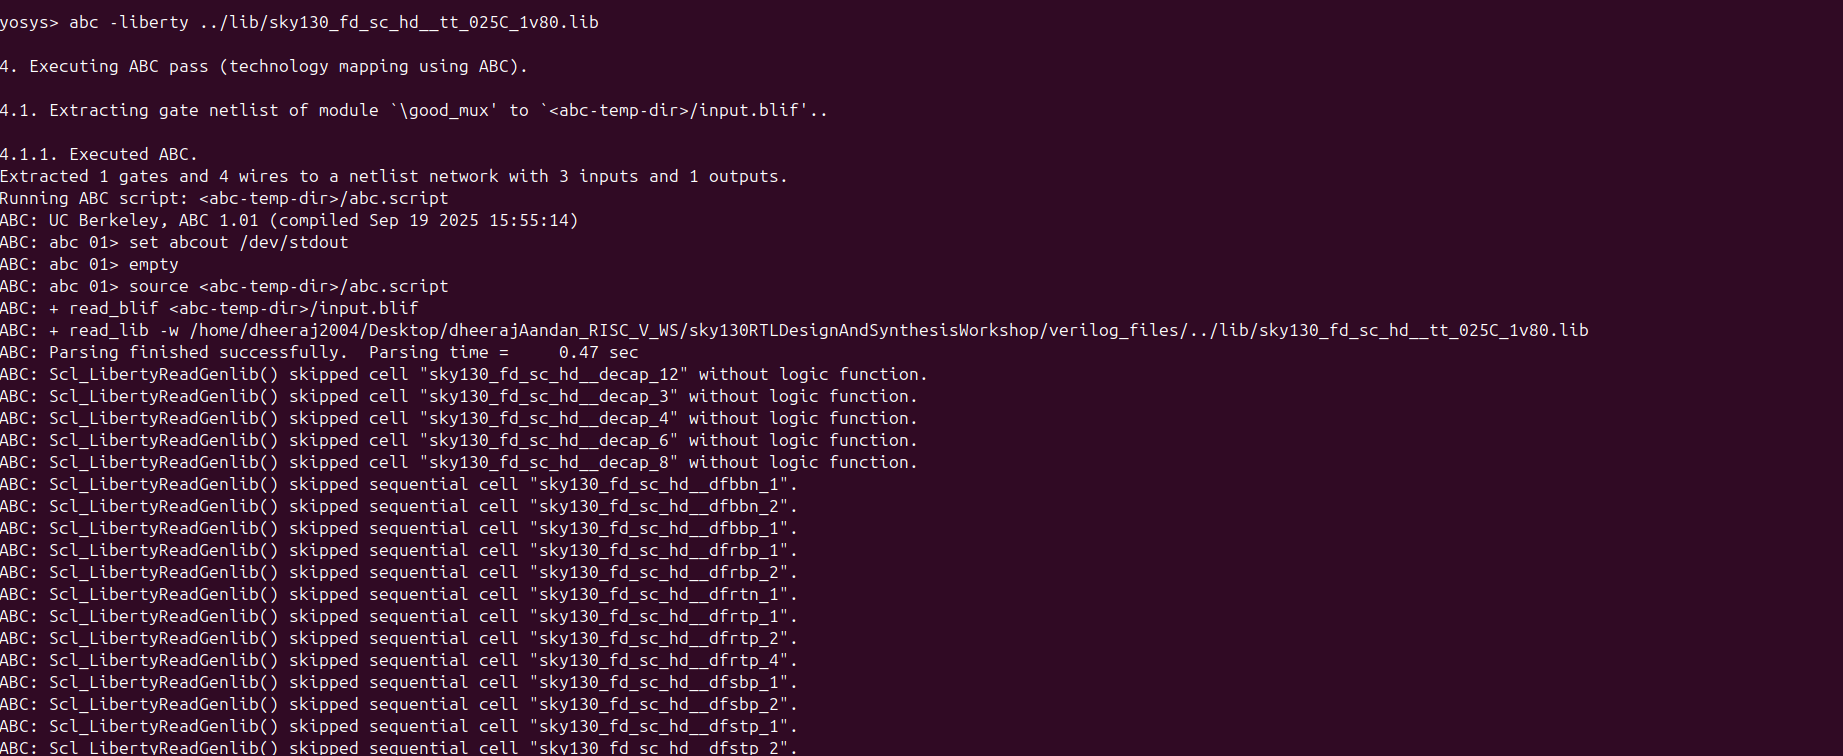 yosys> abc -liberty ../lib/sky130_fd_sc_hd__tt_025C_1v80.lib
4. Executing ABC pass (technology mapping using ABC).
4.1. Extracting gate netlist of module `\good_mux' to `<abc-temp-dir>/input.blif'..
4.1.1. Executed ABC.
Extracted 1 gates and 4 wires to a netlist network with 3 inputs and 1 outputs.
Running ABC script: <abc-temp-dir>/abc.script
ABC: UC Berkeley, ABC 1.01 (compiled Sep 19 2025 15:55:14)
ABC: abc 01> set abcout /dev/stdout
ABC: abc 01> empty
ABC: abc 01> source <abc-temp-dir>/abc.script
ABC: + read_blif <abc-temp-dir>/input.blif
ABC: + read_lib -w /home/dheeraj2004/Desktop/dheerajAandan_RISC_V_WS/sky130RTLDesignAndSynthesisWorkshop/verilog_files/../lib/sky130_fd_sc_hd__tt_025C_1v80.lib
ABC: Parsing finished successfully.  Parsing time =     0.47 sec
ABC: Scl_LibertyReadGenlib() skipped cell "sky130_fd_sc_hd__decap_12" without logic function.
ABC: Scl_LibertyReadGenlib() skipped cell "sky130_fd_sc_hd__decap_3" without logic function.
ABC: Scl_LibertyReadGenlib() skipped cell "sky130_fd_sc_hd__decap_4" without logic function.
ABC: Scl_LibertyReadGenlib() skipped cell "sky130_fd_sc_hd__decap_6" without logic function.
ABC: Scl_LibertyReadGenlib() skipped cell "sky130_fd_sc_hd__decap_8" without logic function.
ABC: Scl_LibertyReadGenlib() skipped sequential cell "sky130_fd_sc_hd__dfbbn_1".
ABC: Scl_LibertyReadGenlib() skipped sequential cell "sky130_fd_sc_hd__dfbbn_2".
ABC: Scl_LibertyReadGenlib() skipped sequential cell "sky130_fd_sc_hd__dfbbp_1".
ABC: Scl_LibertyReadGenlib() skipped sequential cell "sky130_fd_sc_hd__dfrbp_1".
ABC: Scl_LibertyReadGenlib() skipped sequential cell "sky130_fd_sc_hd__dfrbp_2".
ABC: Scl_LibertyReadGenlib() skipped sequential cell "sky130_fd_sc_hd__dfrtn_1".
ABC: Scl_LibertyReadGenlib() skipped sequential cell "sky130_fd_sc_hd__dfrtp_1".
ABC: Scl_LibertyReadGenlib() skipped sequential cell "sky130_fd_sc_hd__dfrtp_2".
ABC: Scl_LibertyReadGenlib() skipped sequential cell "sky130_fd_sc_hd__dfrtp_4".
ABC: Scl_LibertyReadGenlib() skipped sequential cell "sky130_fd_sc_hd__dfsbp_1".
ABC: Scl_LibertyReadGenlib() skipped sequential cell "sky130_fd_sc_hd__dfsbp_2".
ABC: Scl_LibertyReadGenlib() skipped sequential cell "sky130_fd_sc_hd__dfstp_1".
ABC: Scl_LibertyReadGenlib() skipped sequential cell "sky130_fd_sc_hd__dfstp_2".